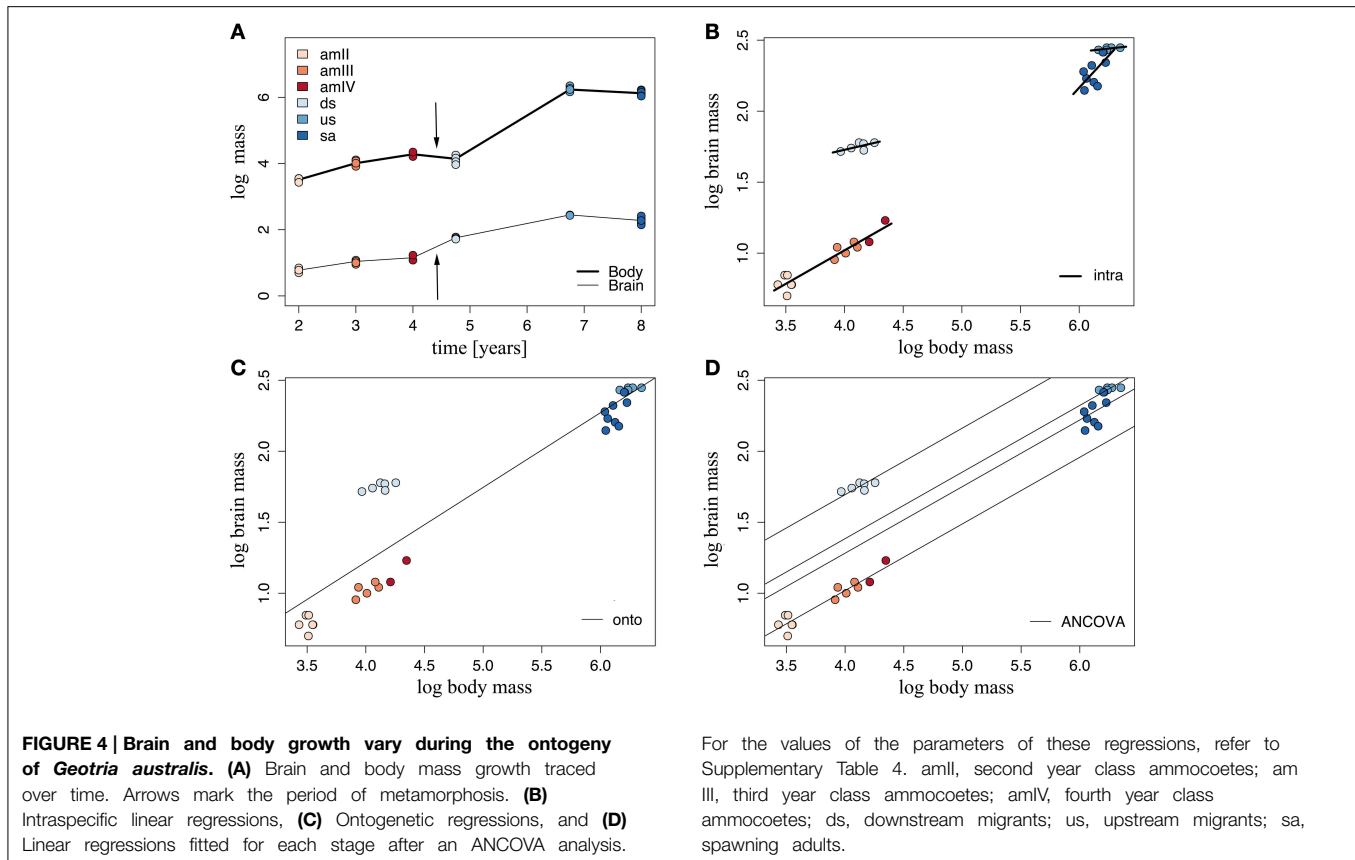 A
amII
amIII
amIV
ds
us
sa
log mass
6
4
2
0
Body
Brain
2 3 4 5 6 7 8
time [years]
B
log brain mass
2.5
2.0
1.5
1.0
intra
3.5 4.0 4.5 5.0 5.5 6.0
log body mass
C
log brain mass
2.5
2.0
1.5
1.0
onto
3.5 4.0 4.5 5.0 5.5 6.0
log body mass
D
log brain mass
2.5
2.0
1.5
1.0
ANCOVA
3.5 4.0 4.5 5.0 5.5 6.0
log body mass
FIGURE 4 | Brain and body growth vary during the ontogeny
of Geotria australis. (A) Brain and body mass growth traced
over time. Arrows mark the period of metamorphosis. (B)
Intraspecific linear regressions, (C) Ontogenetic regressions, and (D)
Linear regressions fitted for each stage after an ANCOVA analysis.
For the values of the parameters of these regressions, refer to
Supplementary Table 4. amII, second year class ammocoetes; am
III, third year class ammocoetes; amIV, fourth year class
ammocoetes; ds, downstream migrants; us, upstream migrants; sa,
spawning adults.